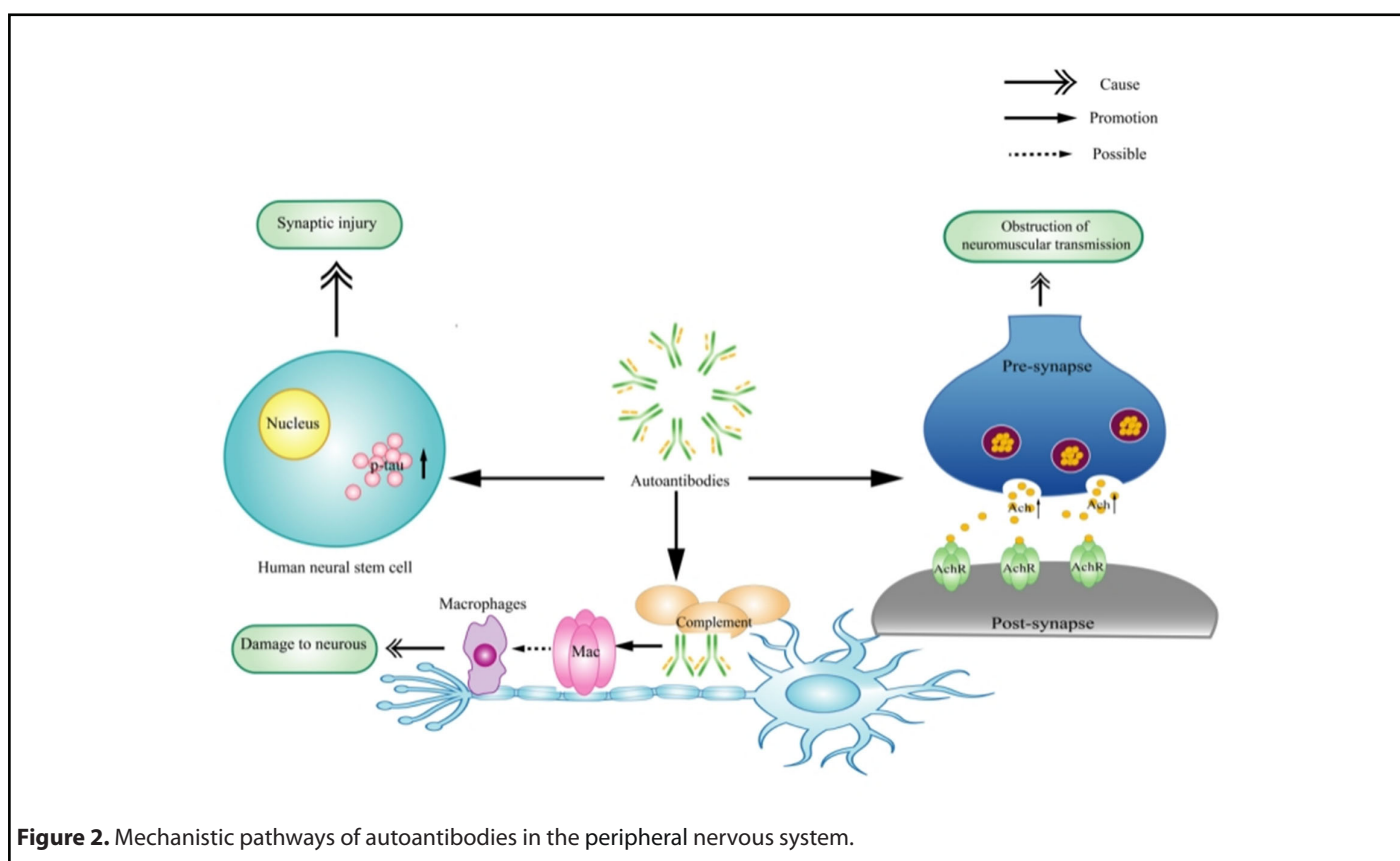 Cause
Promotion
Possible
Synaptic injury
Obstruction of
neuromuscular transmission
Pre-synapse
Nucleus
p-tau
Autoantibodies
Ach
Ach
Human neural stem cell
AchR
AchR
AchR
Macrophages
Complement
Post-synapse
Damage to neurous
Mac
Figure 2. Mechanistic pathways of autoantibodies in the peripheral nervous system.